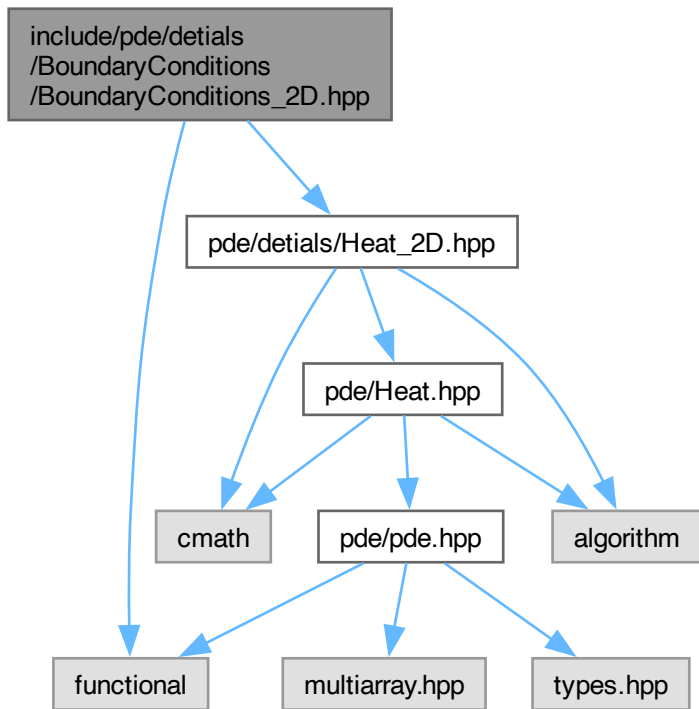 include/pde/detials
/BoundaryConditions
/BoundaryConditions_2D.hpp
pde/detials/Heat_2D.hpp
pde/Heat.hpp
cmath
pde/pde.hpp
algorithm
functional
multiarray.hpp
types.hpp